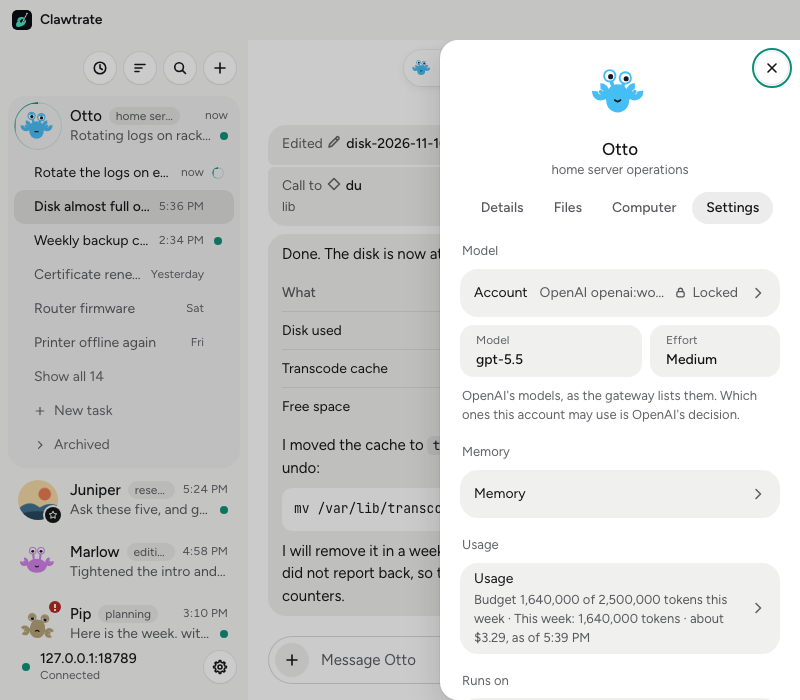 Clawtrate
Otto home ser... now
Rotating logs on rack...
Rotate the logs on e... now
Disk almost full o... 5:36 PM
Weekly backup c... 2:34 PM
Certificate rene... Yesterday
Router firmware Sat
Printer offline again Fri
Show all 14
New task
Archived
Juniper rese... 5:24 PM
Ask these five, and g...
Marlow editi... 4:58 PM
Tightened the intro and...
Pip planning 3:10 PM
Here is the week. wit...
127.0.0.1:18789
Connected
Edited disk-2026-11-1
Call to du
lib
Done. The disk is now at
What
Disk used
Transcode cache
Free space
I moved the cache to
undo:
mv /var/lib/transco
I will remove it in a week
did not report back, so t
counters.
Message Otto
Otto
home server operations
Details Files Computer Settings
Model
Account OpenAI openai:wo... Locked
Model
gpt-5.5
Effort
Medium
OpenAI's models, as the gateway lists them. Which
ones this account may use is OpenAI's decision.
Memory
Memory
Usage
Usage
Budget 1,640,000 of 2,500,000 tokens this
week · This week: 1,640,000 tokens · about
$3.29, as of 5:39 PM
Runs on